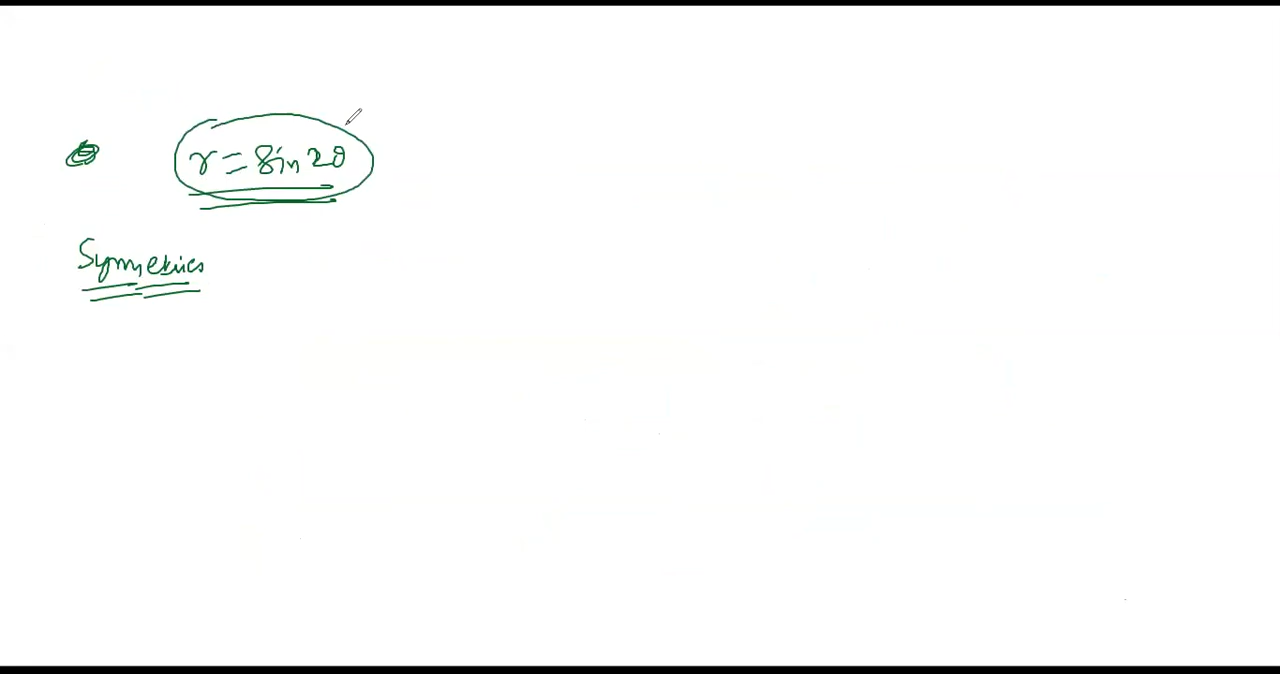 r = Sin 2θ
Symmetries